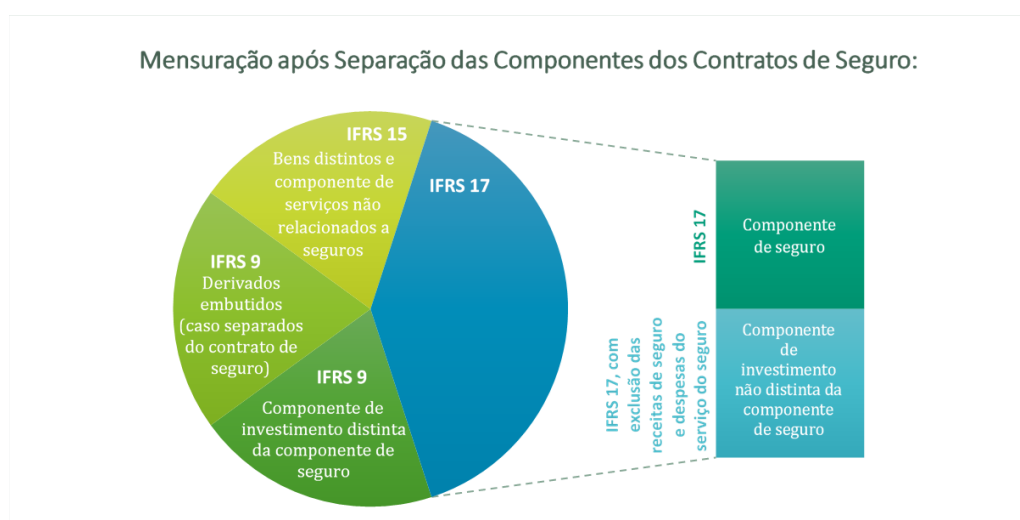 Mensuração após Separação das Componentes dos Contratos de Seguro:
IFRS 15
Bens distintos e
componente de
serviços não
relacionados a
seguros
IFRS 17
IFRS 9
Derivados
embutidos
(caso separados
do contrato de
seguro)
IFRS 9
Componente de
investimento distinta
da componente de
seguro
IFRS 17
Componente
de seguro
IFRS 17, com
exclusão das
receitas de seguro
e despesas do
serviço do seguro
Componente
de
investimento
não distinta da
componente
de seguro